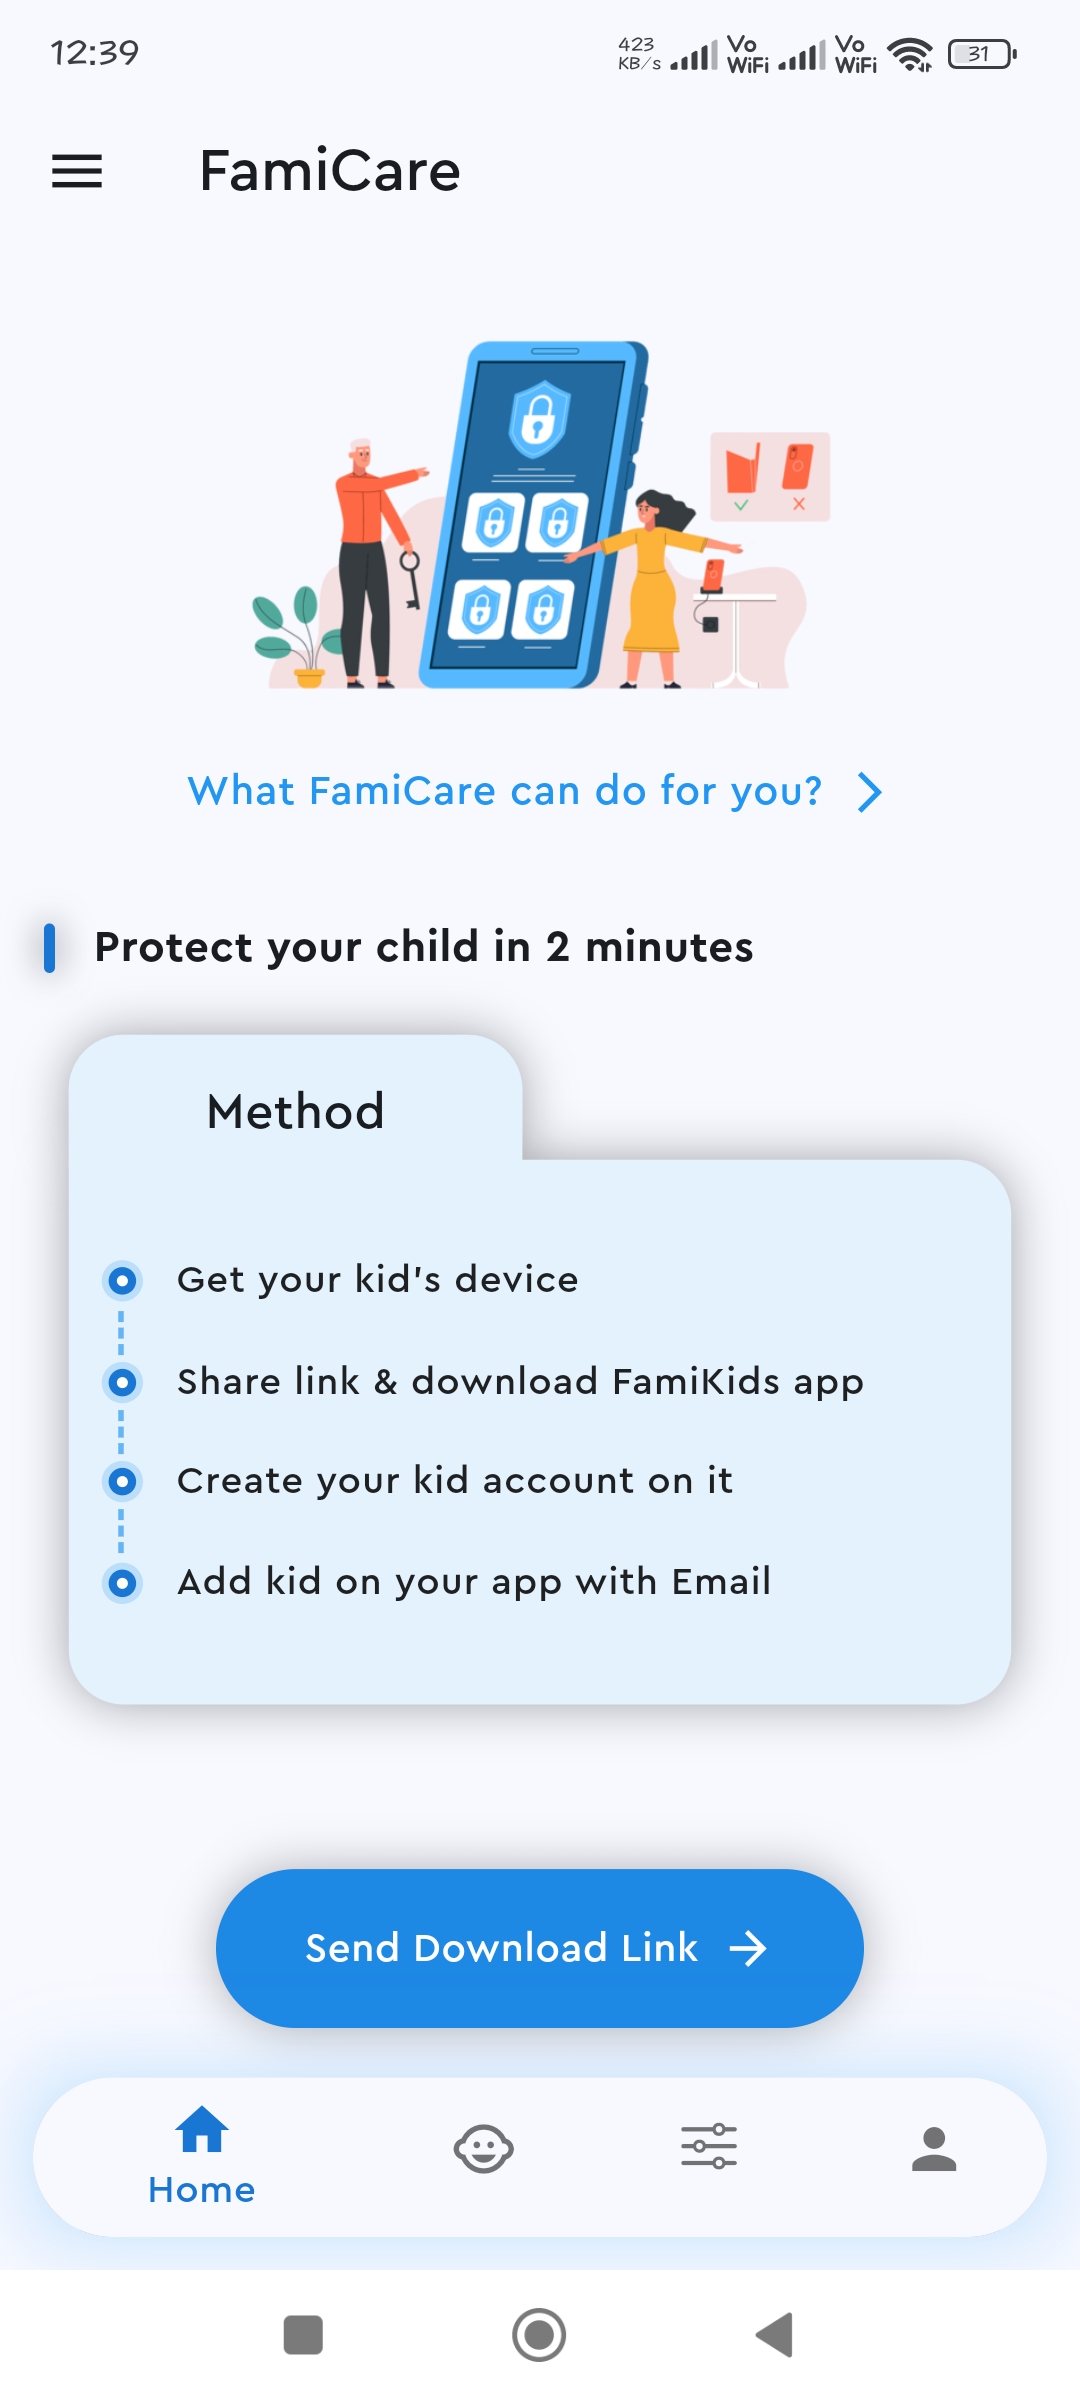 12:39
423
KB/s
Vo
WiFi
Vo
WiFi
31
FamiCare
What FamiCare can do for you?
Protect your child in 2 minutes
Method
Get your kid's device
Share link & download FamiKids app
Create your kid account on it
Add kid on your app with Email
Send Download Link
Home